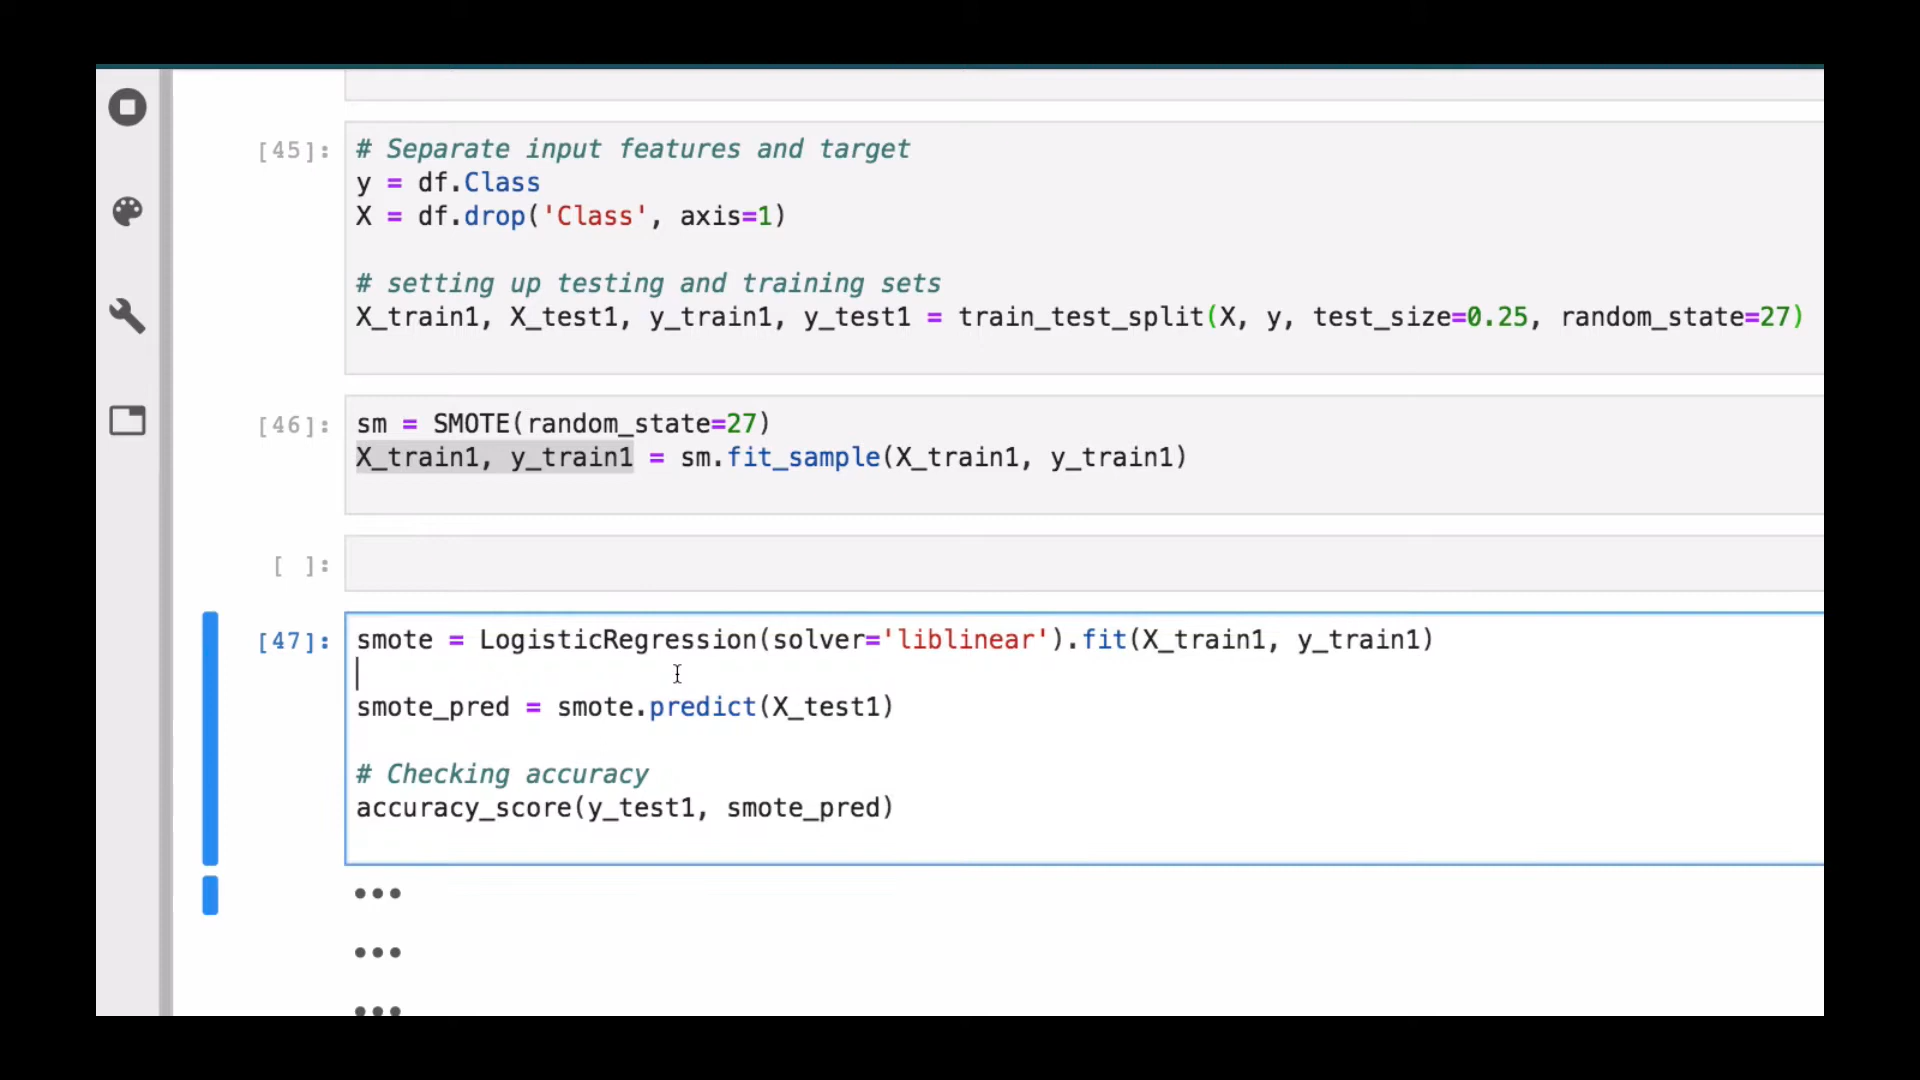 [45]:
# Separate input features and target
y = df.Class
X = df.drop('Class', axis=1)
# setting up testing and training sets
X_train1, X_test1, y_train1, y_test1 = train_test_split(X, y, test_size=0.25, random_state=27)
[46]:
sm = SMOTE(random_state=27)
X_train1, y_train1 = sm.fit_sample(X_train1, y_train1)
[ ]:
[47]:
smote = LogisticRegression(solver='liblinear').fit(X_train1, y_train1)
smote_pred = smote.predict(X_test1)
# Checking accuracy
accuracy_score(y_test1, smote_pred)